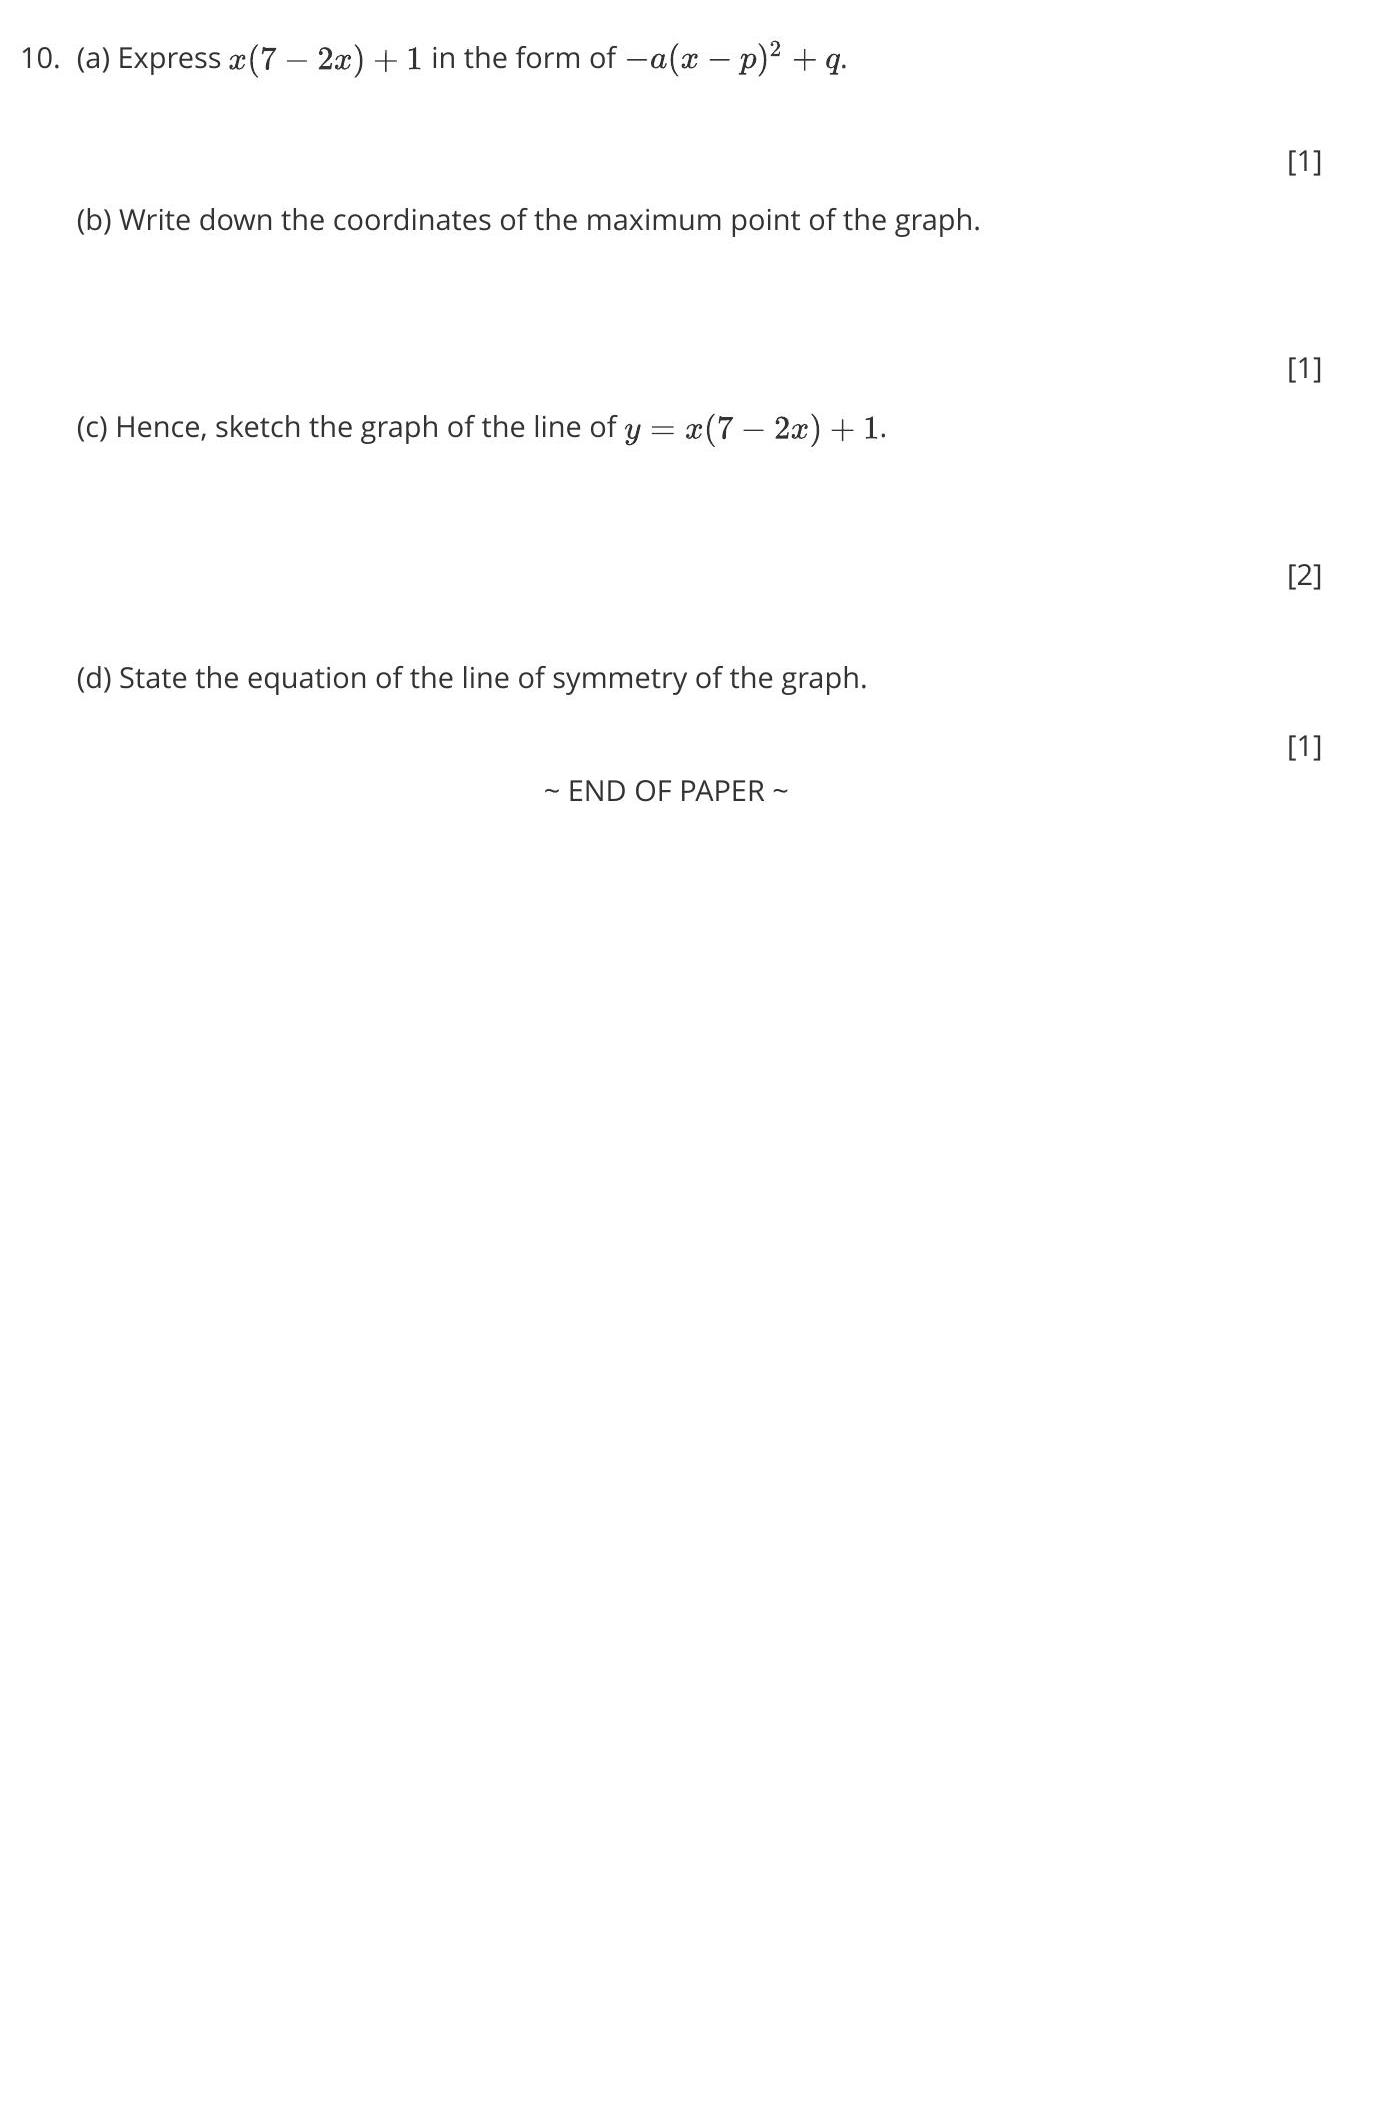 10. (a) Express x(7 − 2x) + 1 in the form of −a(x − p)² + q.
[1]
(b) Write down the coordinates of the maximum point of the graph.
[1]
(c) Hence, sketch the graph of the line of y = x(7 − 2x) + 1.
[2]
(d) State the equation of the line of symmetry of the graph.
[1]
~ END OF PAPER ~